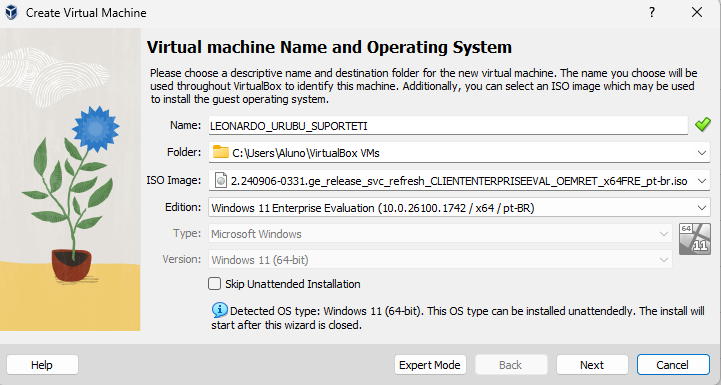 Create Virtual Machine
Virtual machine Name and Operating System
Please choose a descriptive name and destination folder for the new virtual machine. The name you choose will be
used throughout VirtualBox to identify this machine. Additionally, you can select an ISO image which may be used
to install the guest operating system.
Name: LEONARDO_URUBU_SUPORTETI
Folder: C:\Users\Aluno\VirtualBox VMs
ISO Image: 2.240906-0331.ge_release_svc_refresh_CLIENTENTERPRISEEVAL_OEMRET_x64FRE_pt-br.iso
Edition: Windows 11 Enterprise Evaluation (10.0.26100.1742 / x64 / pt-BR)
Type: Microsoft Windows
64
11
Version: Windows 11 (64-bit)
Skip Unattended Installation
Detected OS type: Windows 11 (64-bit). This OS type can be installed unattendedly. The install will
start after this wizard is closed.
Help Expert Mode Back Next Cancel